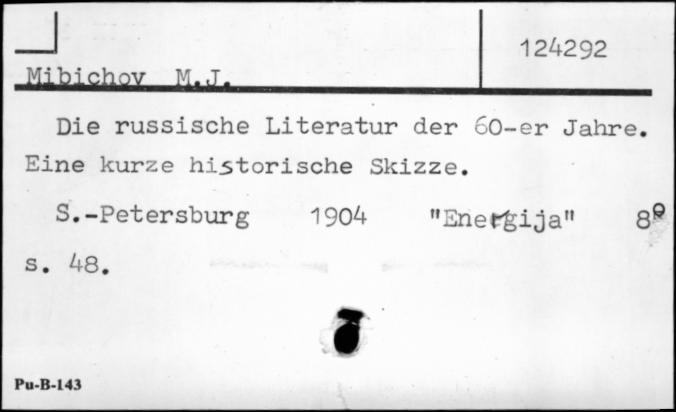 124292
Mibichov M.J.
Die russische Literatur der 60-er Jahre.
Eine kurze historische Skizze.
S.-Petersburg 1904 "Energija" 8º
s. 48.
Pu-B-143